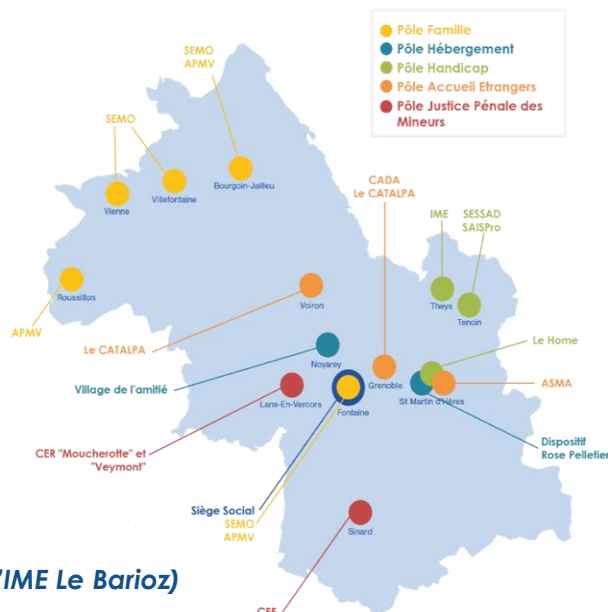 Pôle Famille
Pôle Hébergement
Pôle Handicap
Pôle Accueil Etrangers
Pôle Justice Pénale des
Mineurs
SEMO
APMV
SEMO
Bourgoin-Jailleu
Villefontaine
Vienne
CADA
Le CATALPA
IME
SESSAD
SAISPro
Roussillon
APMV
Voiron
Theys
Tencin
Le CATALPA
Noyarey
Le Home
Village de l'amitié
Grenoble
Lans-En-Vercors
Fontaine
St Martin d'Hères
ASMA
CER "Moucherotte" et
"Veymont"
Dispositif
Rose Pelletier
Siège Social
SEMO
APMV
Sinard
'IME Le Barioz)